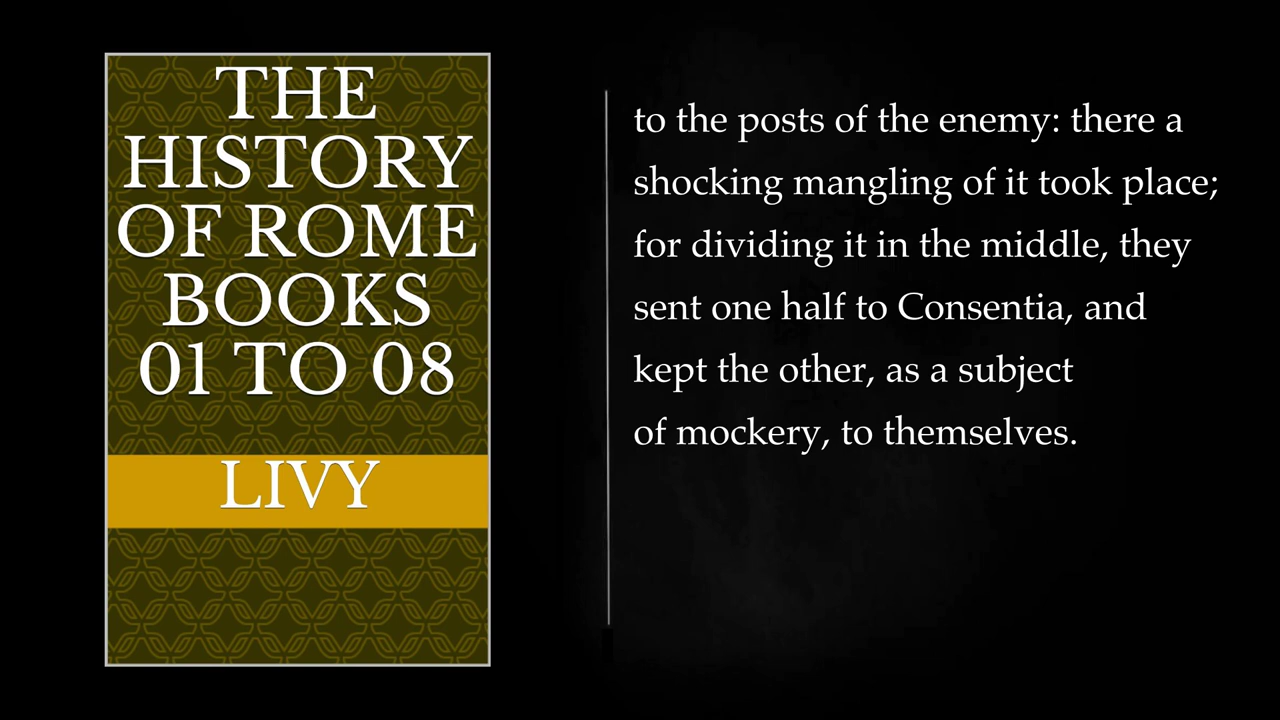 THE
HISTORY
OF ROME
BOOKS
01 TO 08
LIVY
to the posts of the enemy: there a
shocking mangling of it took place;
for dividing it in the middle, they
sent one half to Consentia, and
kept the other, as a subject
of mockery, to themselves.